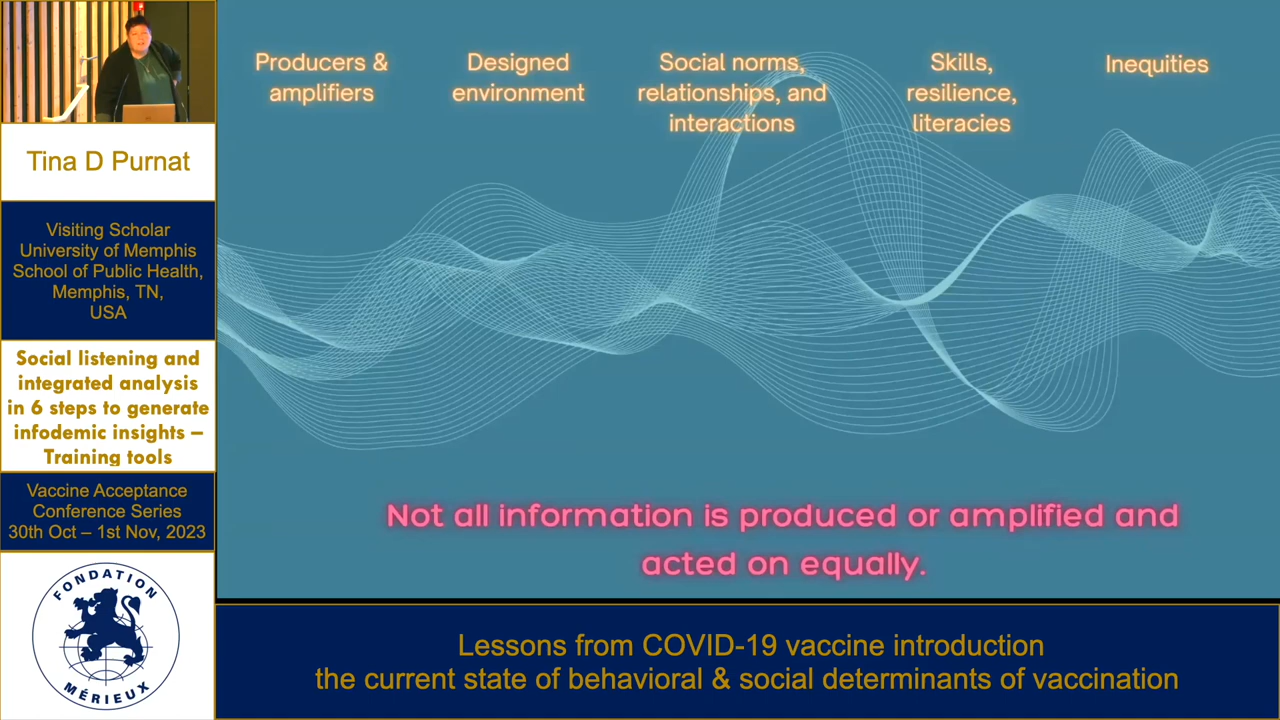 Tina D Purnat
Visiting Scholar
University of Memphis
School of Public Health,
Memphis, TN,
USA
Social listening and
integrated analysis
in 6 steps to generate
infodemic insights –
Training tools
Vaccine Acceptance
Conference Series
30th Oct – 1st Nov, 2023
FONDATION
MÉRIEUX
Producers &
amplifiers
Designed
environment
Social norms,
relationships, and
interactions
Skills,
resilience,
literacies
Inequities
Not all information is produced or amplified and
acted on equally.
Lessons from COVID-19 vaccine introduction
the current state of behavioral & social determinants of vaccination